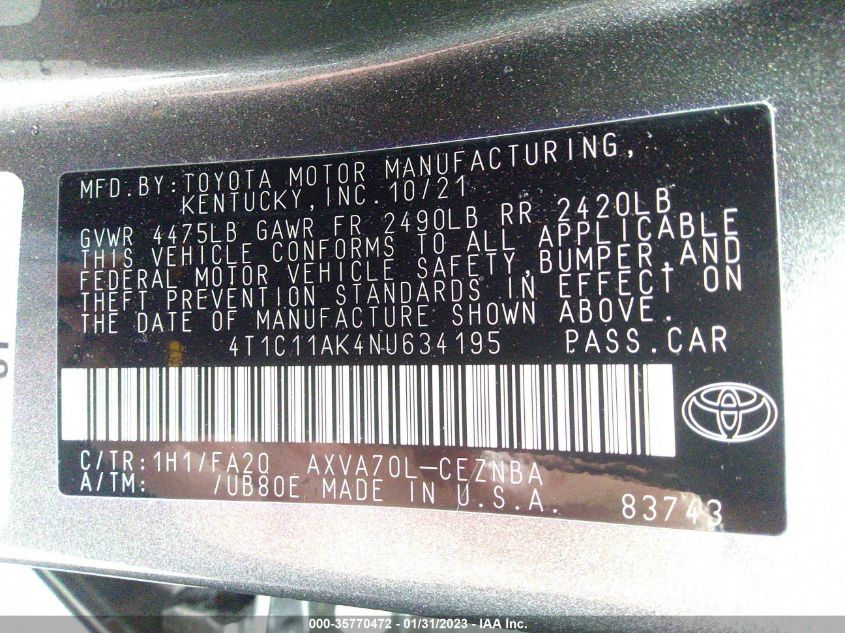 MFD.BY:TOYOTA MOTOR MANUFACTURING,
KENTUCKY,INC.10/21
GVWR 4475LB GAWR FR 2490LB RR 2420LB
THIS VEHICLE CONFORMS TO ALL APPLICABLE
FEDERAL MOTOR VEHICLE SAFETY,BUMPER,AND
THEFT PREVENTION STANDARDS IN EFFECT ON
THE DATE OF MANUFACTURE SHOWN ABOVE.
4T1C11AK4NU634195 PASS.CAR
C/TR:1H1/FA20 AXVA70L-CEZNBA
A/TM: /UB80E MADE IN U.S.A.
83743
000-35770472 — 01/31/2023 — IAA Inc.